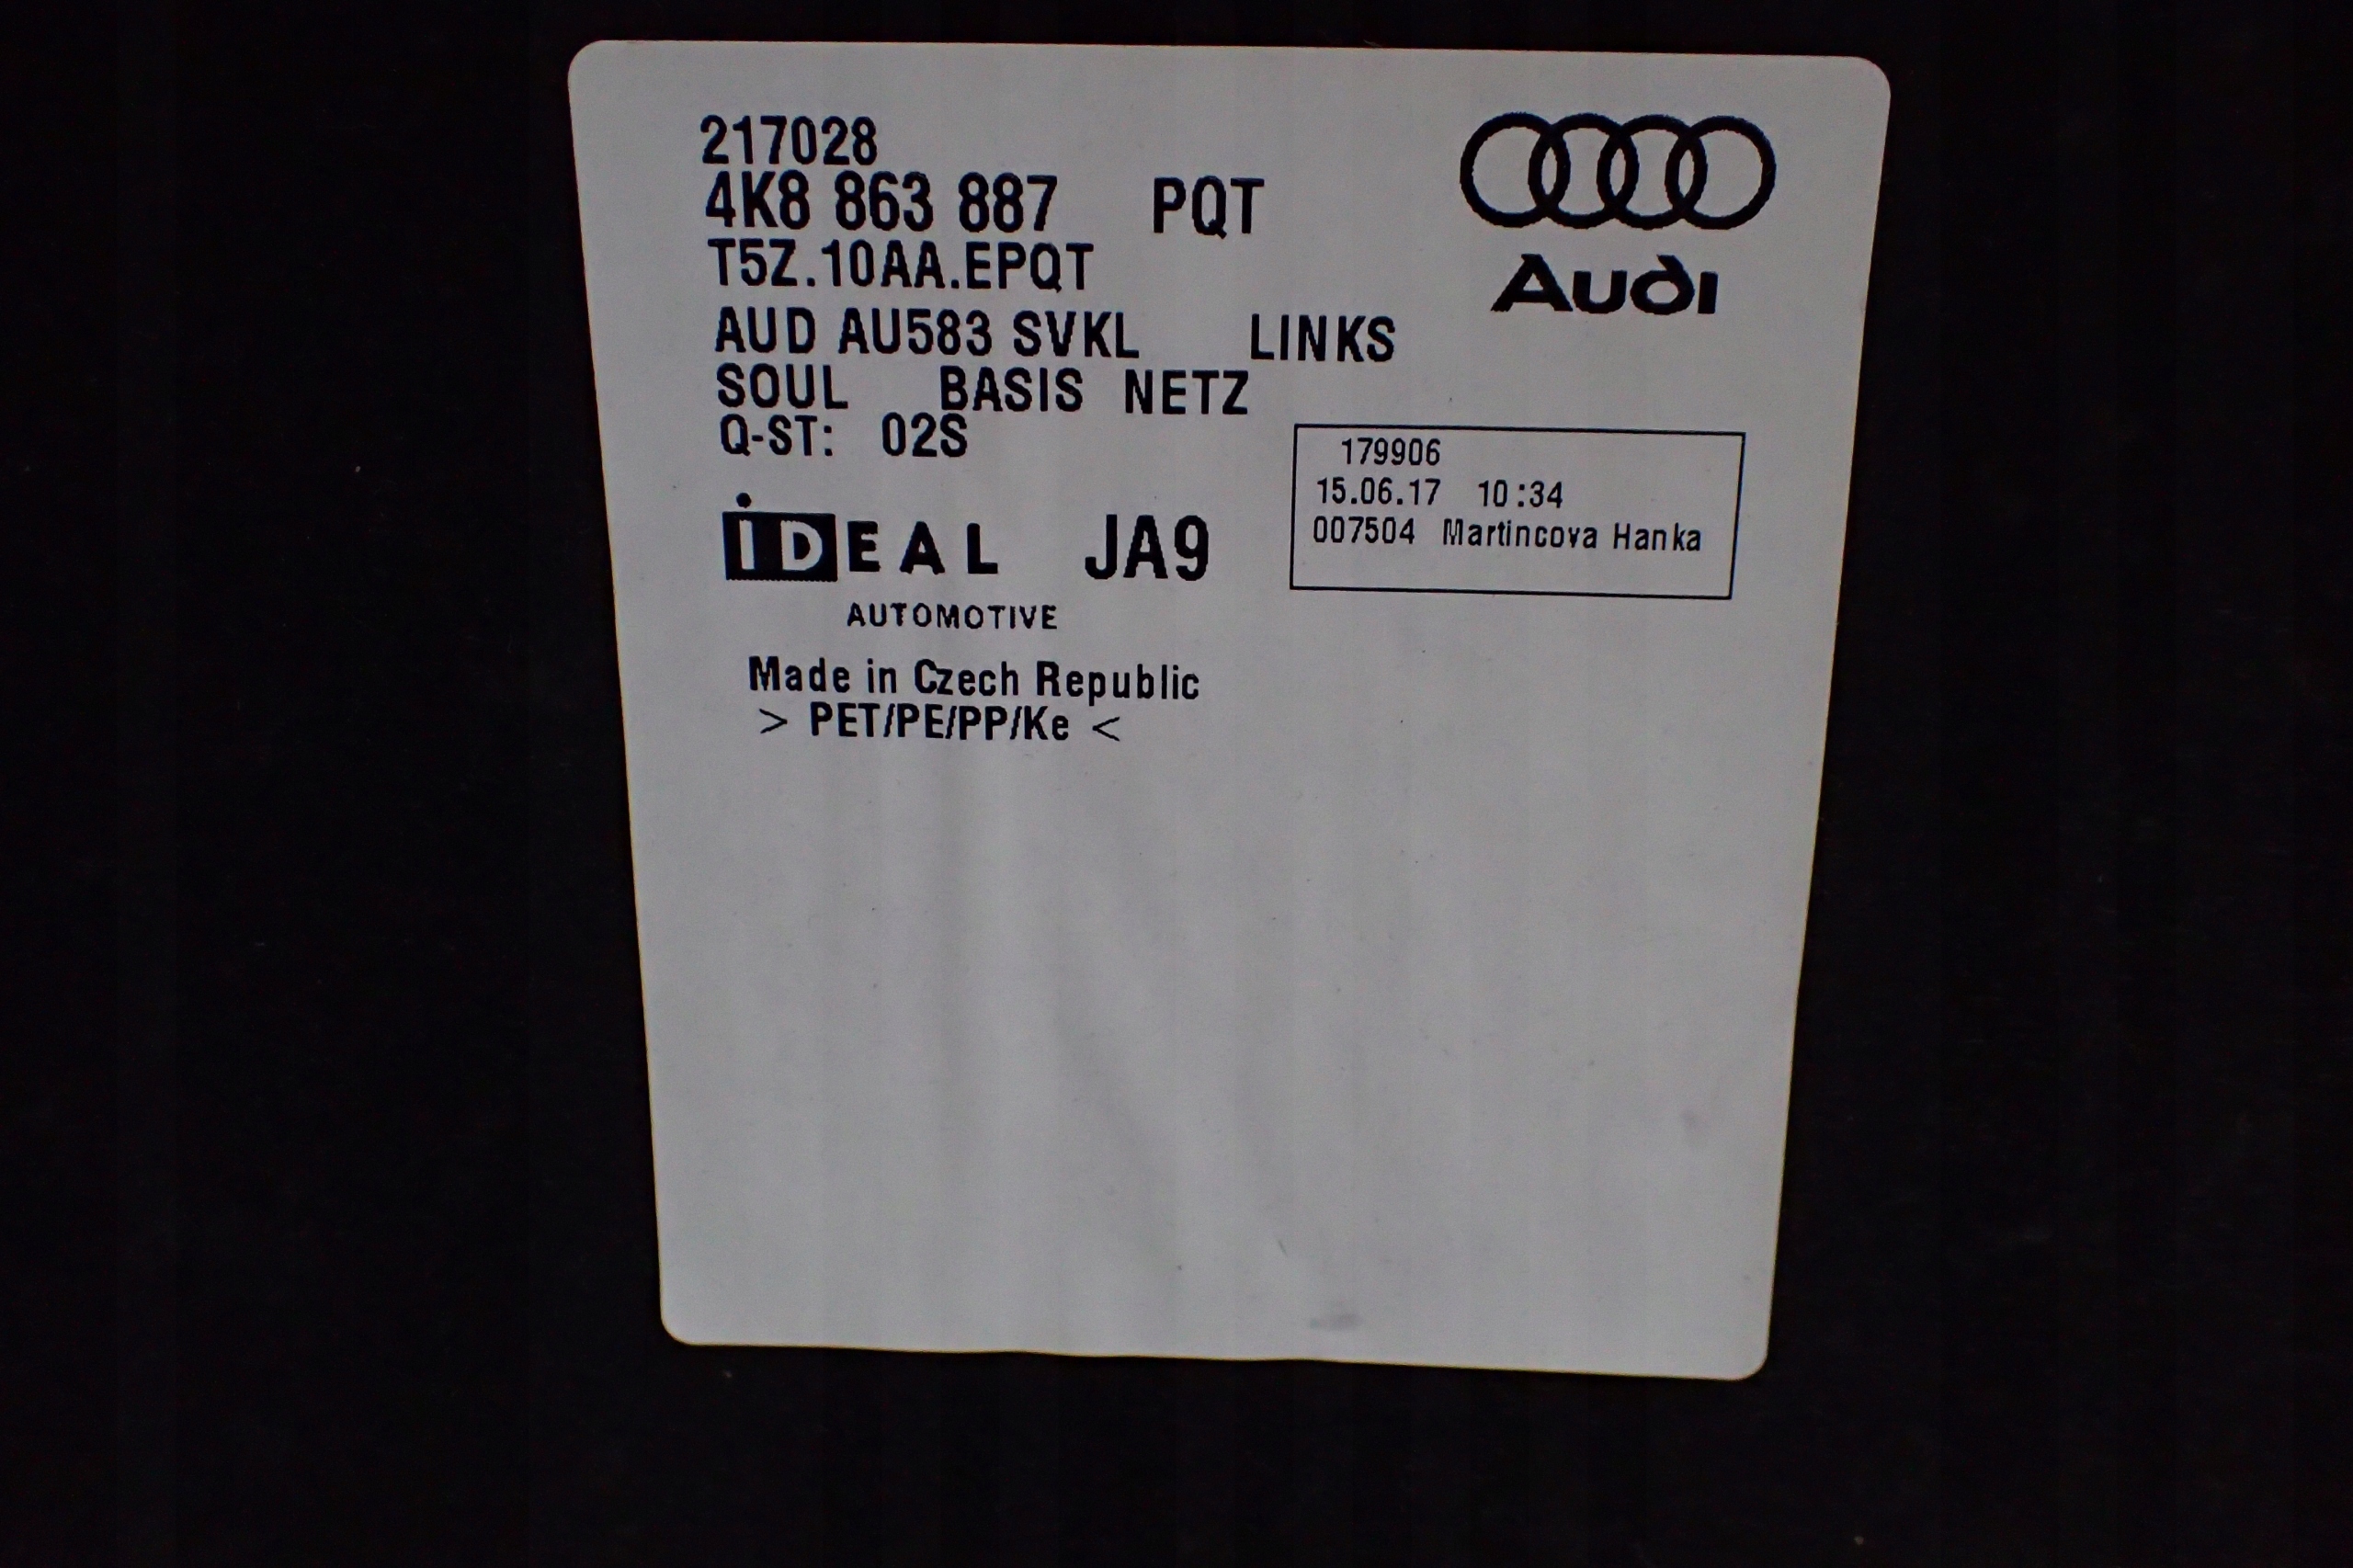 217028
4K8 863 887 PQT
T5Z.10AA.EPQT
AUD AU583 SVKL LINKS
SOUL BASIS NETZ
Q-ST: 02S
Audi
179906
15.06.17 10:34
007504 Martincova Hanka
iDEAL JA9
AUTOMOTIVE
Made in Czech Republic
> PET/PE/PP/Ke <